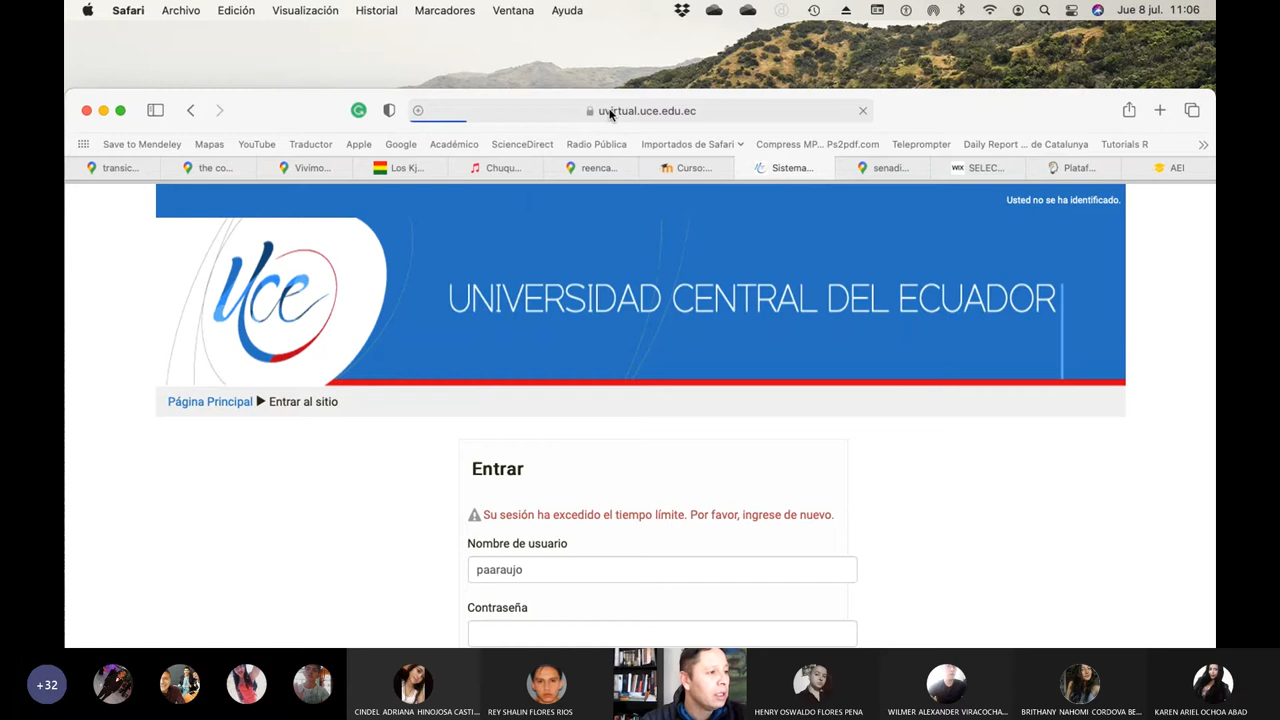 Safari Archivo Edición Visualización Historial Marcadores Ventana Ayuda Jue 8 jul. 11:06
uvirtual.uce.edu.ec
Save to Mendeley Mapas YouTube Traductor Apple Google Académico ScienceDirect Radio Pública Importados de Safari Compress MP... Ps2pdf.com Teleprompter Daily Report ... de Catalunya Tutorials R
transic... the co... Vivimo... Los Kj... Chuqu... reenca... Curso:... Sistema... senadi... WIX SELEC... Plataf... AEI
Usted no se ha identificado.
uce UNIVERSIDAD CENTRAL DEL ECUADOR
Página Principal ▶ Entrar al sitio
Entrar
Su sesión ha excedido el tiempo límite. Por favor, ingrese de nuevo.
Nombre de usuario
paaraujo
Contraseña
+32
CINDEL ADRIANA HINOJOSA CASTI... REY SHALIN FLORES RIOS HENRY OSWALDO FLORES PENA WILMER ALEXANDER VIRACOCHA... BRITHANY NAHOMI CORDOVA BE... KAREN ARIEL OCHOA ABAD